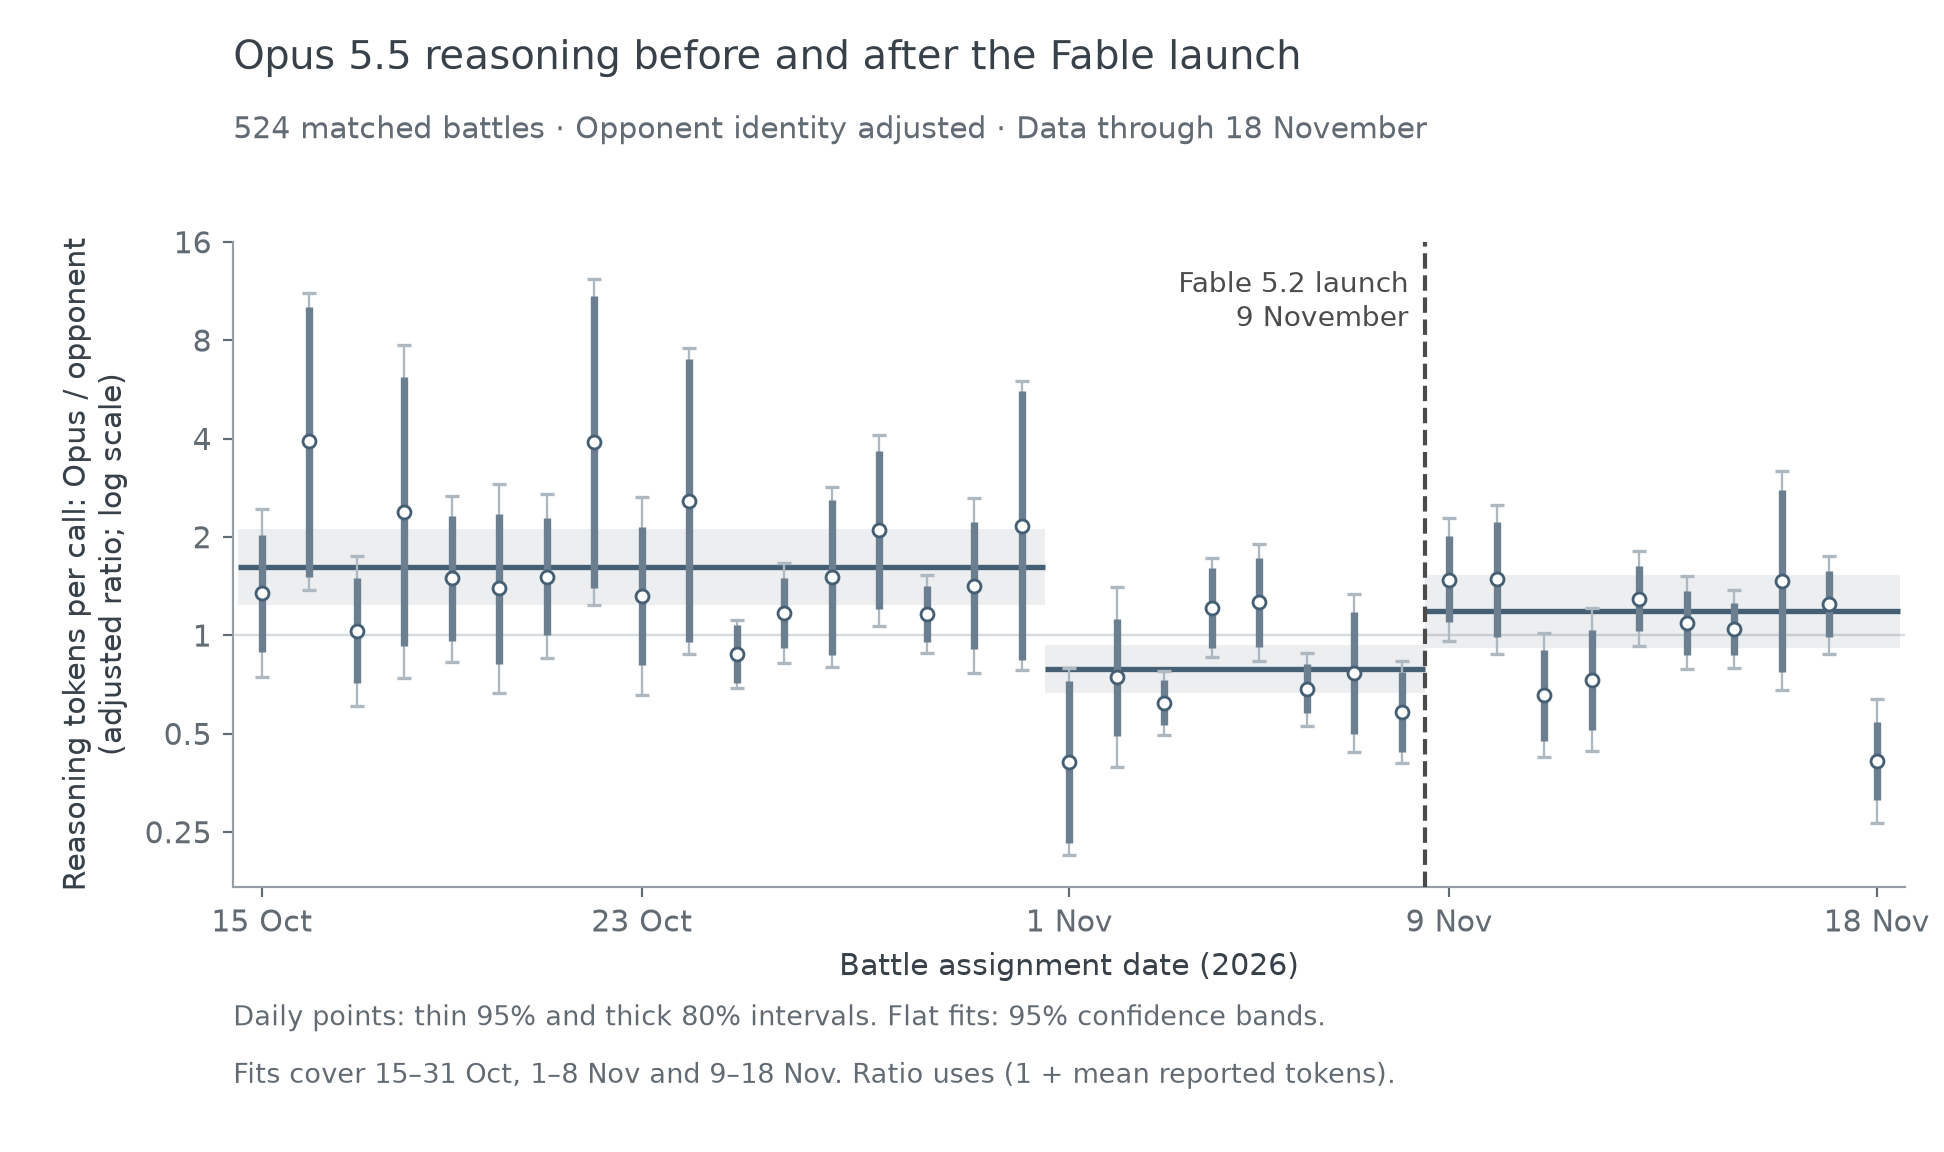 Opus 5.5 reasoning before and after the Fable launch
524 matched battles · Opponent identity adjusted · Data through 18 November
Reasoning tokens per call: Opus / opponent
(adjusted ratio; log scale)
16
8
4
2
1
0.5
0.25
Fable 5.2 launch
9 November
15 Oct
23 Oct
1 Nov
9 Nov
18 Nov
Battle assignment date (2026)
Daily points: thin 95% and thick 80% intervals. Flat fits: 95% confidence bands.
Fits cover 15–31 Oct, 1–8 Nov and 9–18 Nov. Ratio uses (1 + mean reported tokens).